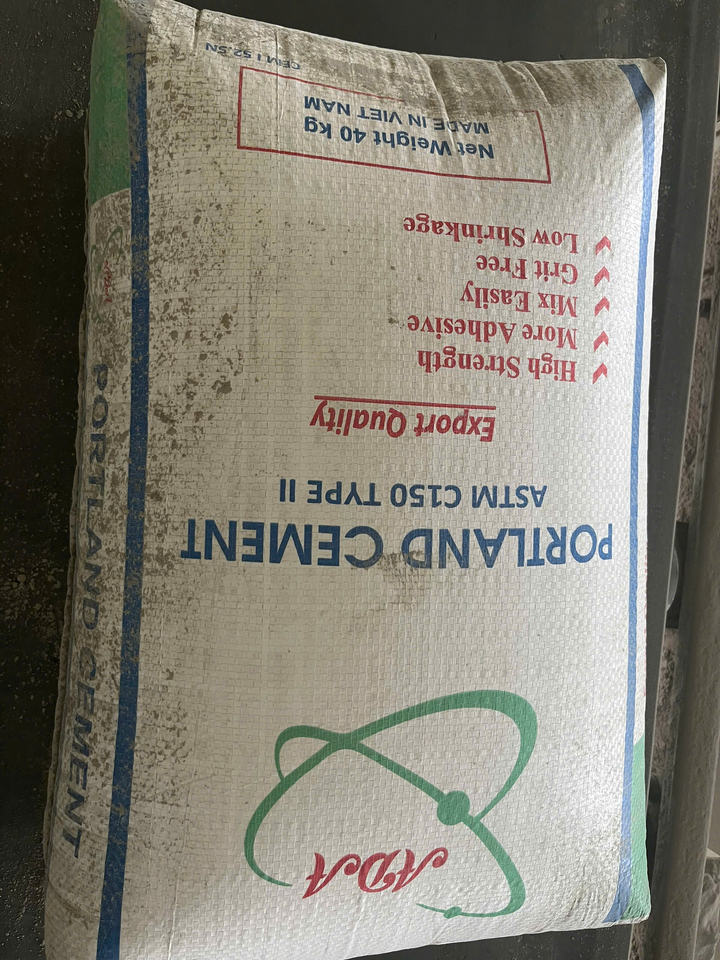 ADA
PORTLAND CEMENT
ASTM C150 TYPE II
Export Quality
High Strength
More Adhesive
Mix Easily
Grit Free
Low Shrinkage
Net Weight 40 kg
MADE IN VIET NAM
CEM I 52.5N
PORTLAND CEMENT